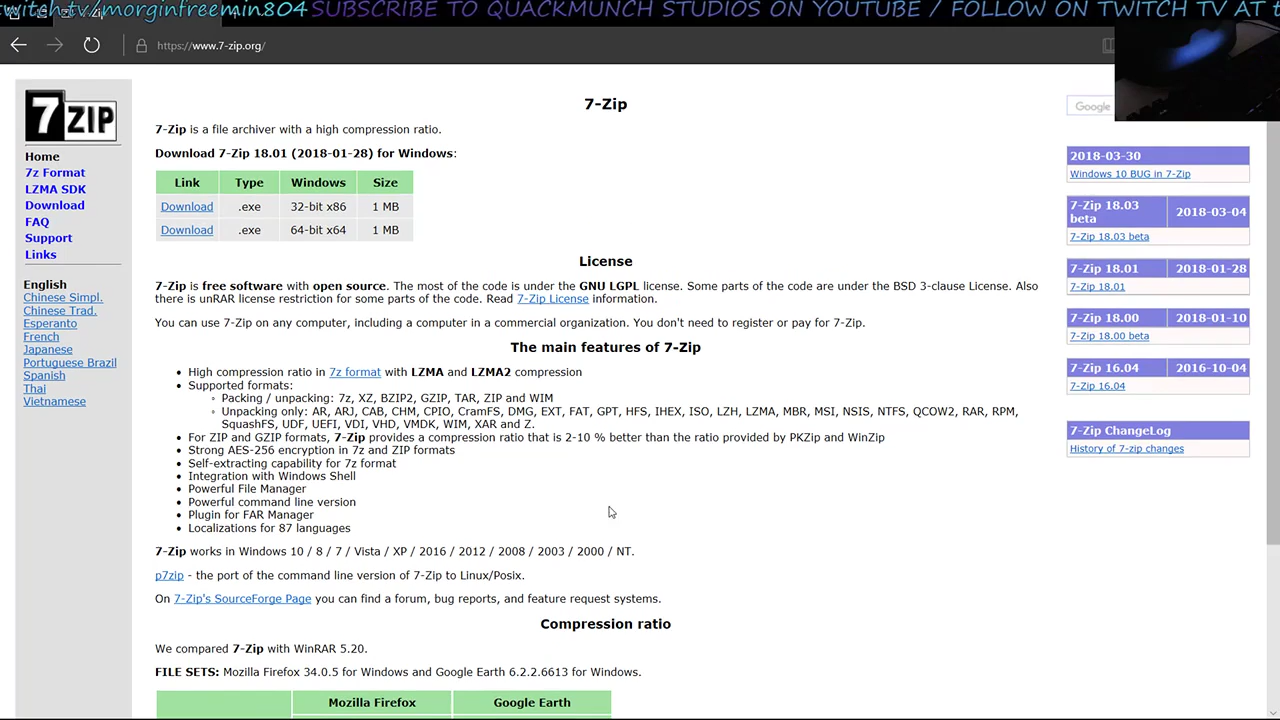 witch.tv/morginfreemin804 SUBSCRIBE TO QUACKMUNCH STUDIOS ON YOUTUBE / FOLLOW ON TWITCH TV AT
https://www.7-zip.org/
7ZIP
Home
7z Format
LZMA SDK
Download
FAQ
Support
Links
English
Chinese Simpl.
Chinese Trad.
Esperanto
French
Japanese
Portuguese Brazil
Spanish
Thai
Vietnamese
7-Zip
7-Zip is a file archiver with a high compression ratio.
Download 7-Zip 18.01 (2018-01-28) for Windows:
Link Type Windows Size
Download .exe 32-bit x86 1 MB
Download .exe 64-bit x64 1 MB
License
7-Zip is free software with open source. The most of the code is under the GNU LGPL license. Some parts of the code are under the BSD 3-clause License. Also
there is unRAR license restriction for some parts of the code. Read 7-Zip License information.
You can use 7-Zip on any computer, including a computer in a commercial organization. You don't need to register or pay for 7-Zip.
The main features of 7-Zip
• High compression ratio in 7z format with LZMA and LZMA2 compression
• Supported formats:
◦ Packing / unpacking: 7z, XZ, BZIP2, GZIP, TAR, ZIP and WIM
◦ Unpacking only: AR, ARJ, CAB, CHM, CPIO, CramFS, DMG, EXT, FAT, GPT, HFS, IHEX, ISO, LZH, LZMA, MBR, MSI, NSIS, NTFS, QCOW2, RAR, RPM,
SquashFS, UDF, UEFI, VDI, VHD, VMDK, WIM, XAR and Z.
• For ZIP and GZIP formats, 7-Zip provides a compression ratio that is 2-10 % better than the ratio provided by PKZip and WinZip
• Strong AES-256 encryption in 7z and ZIP formats
• Self-extracting capability for 7z format
• Integration with Windows Shell
• Powerful File Manager
• Powerful command line version
• Plugin for FAR Manager
• Localizations for 87 languages
7-Zip works in Windows 10 / 8 / 7 / Vista / XP / 2016 / 2012 / 2008 / 2003 / 2000 / NT.
p7zip - the port of the command line version of 7-Zip to Linux/Posix.
On 7-Zip's SourceForge Page you can find a forum, bug reports, and feature request systems.
Compression ratio
We compared 7-Zip with WinRAR 5.20.
FILE SETS: Mozilla Firefox 34.0.5 for Windows and Google Earth 6.2.2.6613 for Windows.
Mozilla Firefox Google Earth
Google
2018-03-30
Windows 10 BUG in 7-Zip
7-Zip 18.03 beta 2018-03-04
7-Zip 18.03 beta
7-Zip 18.01 2018-01-28
7-Zip 18.01
7-Zip 18.00 2018-01-10
7-Zip 18.00 beta
7-Zip 16.04 2016-10-04
7-Zip 16.04
7-Zip ChangeLog
History of 7-zip changes